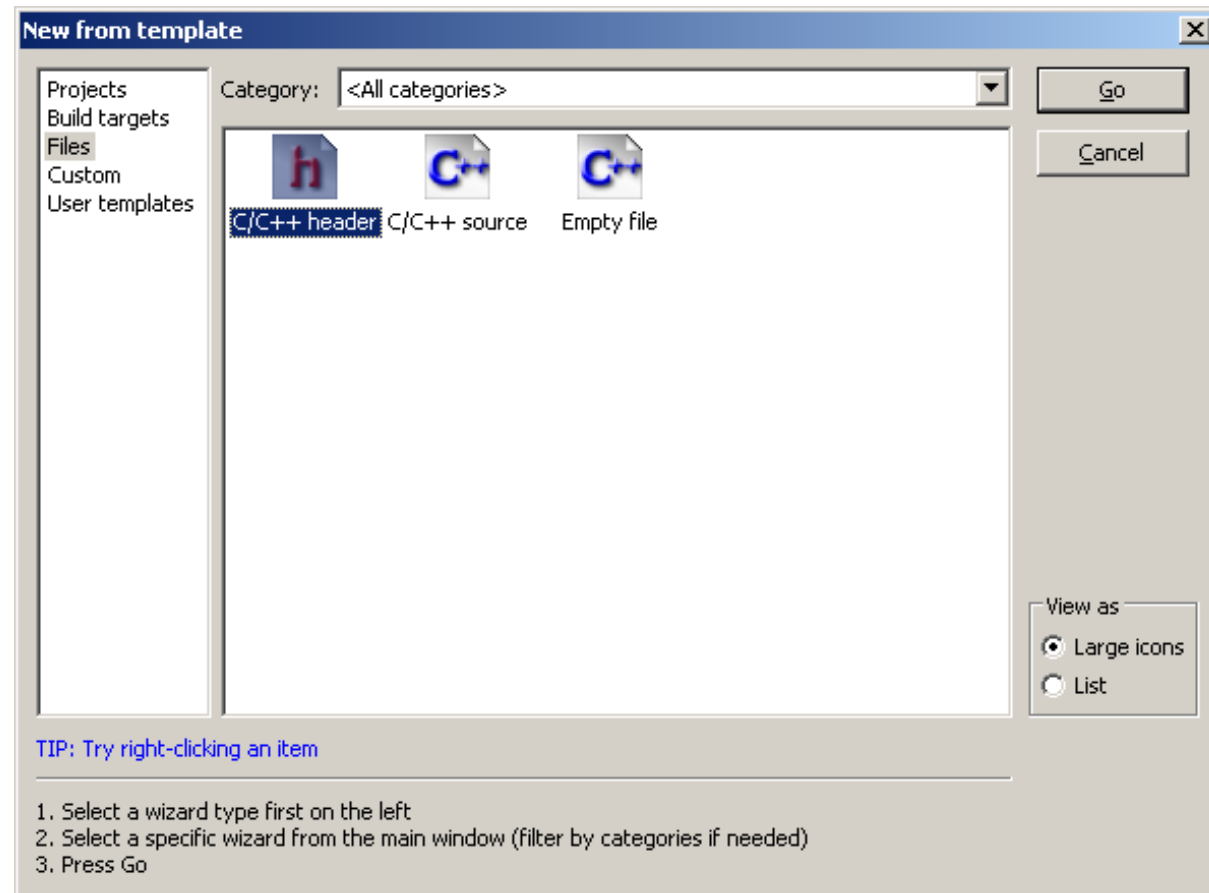 New from template
Projects
Build targets
Files
Custom
User templates
Category: <All categories>
h C++ C++
C/C++ header C/C++ source Empty file
Go
Cancel
View as
Large icons
List
TIP: Try right-clicking an item
1. Select a wizard type first on the left
2. Select a specific wizard from the main window (filter by categories if needed)
3. Press Go